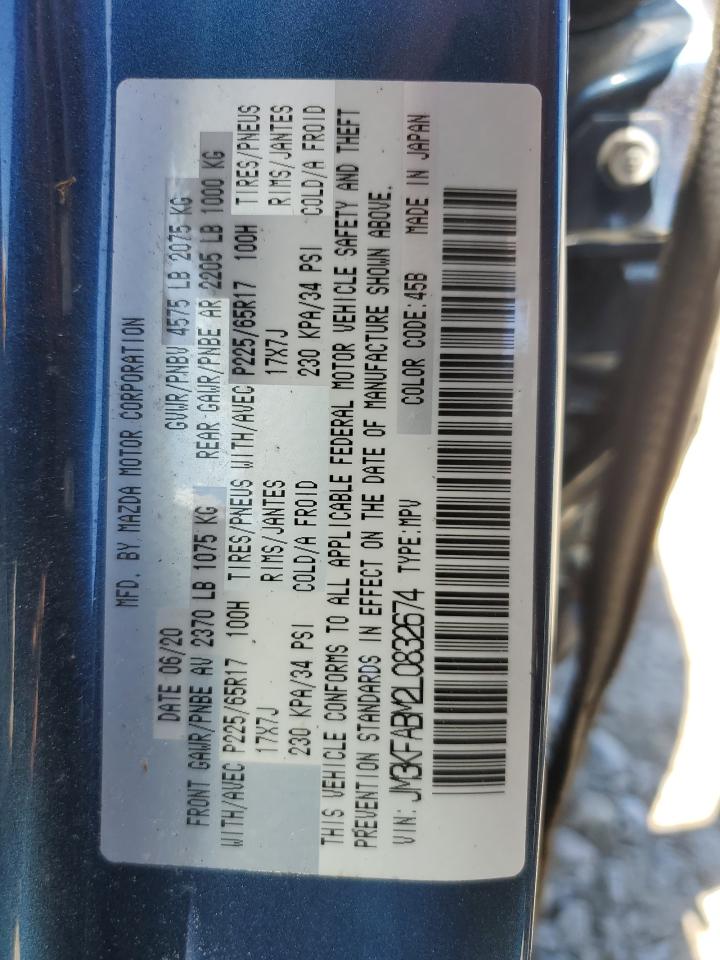 MFD. BY MAZDA MOTOR CORPORATION
DATE 06/20 GVWR/PNBV 4575 LB 2075 KG
FRONT GAWR/PNBE AV 2370 LB 1075 KG REAR GAWR/PNBE AR 2205 LB 1000 KG
WITH/AVEC P225/65R17 100H TIRES/PNEUS WITH/AVEC P225/65R17 100H TIRES/PNEUS
17X7J RIMS/JANTES 17X7J RIMS/JANTES
230 KPA/34 PSI COLD/A FROID 230 KPA/34 PSI COLD/A FROID
THIS VEHICLE CONFORMS TO ALL APPLICABLE FEDERAL MOTOR VEHICLE SAFETY AND THEFT
PREVENTION STANDARDS IN EFFECT ON THE DATE OF MANUFACTURE SHOWN ABOVE.
VIN: JM3KFABM2L0832674 TYPE:MPV COLOR CODE:45B MADE IN JAPAN